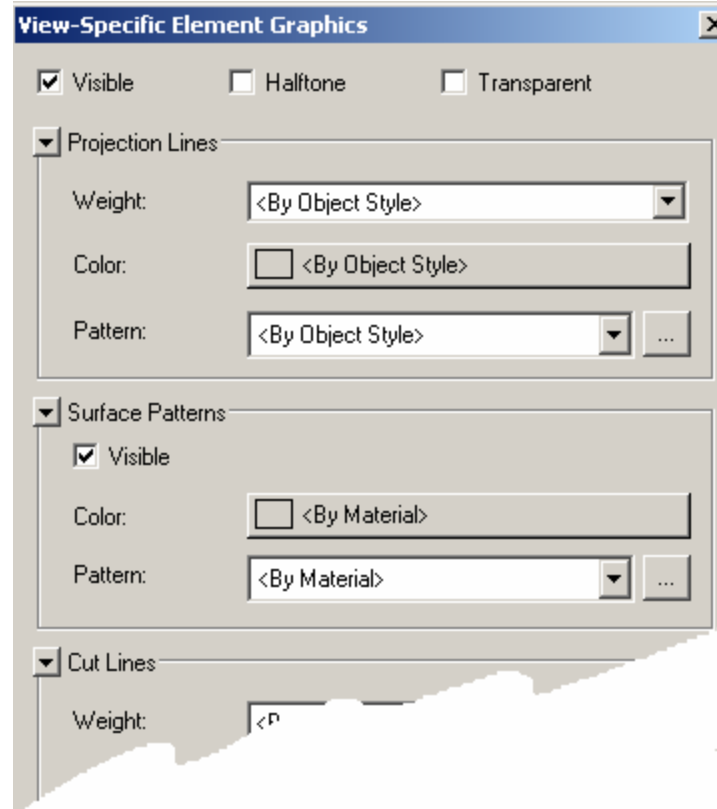 View-Specific Element Graphics
Visible Halftone Transparent
Projection Lines
Weight: <By Object Style>
Color: <By Object Style>
Pattern: <By Object Style> ...
Surface Patterns
Visible
Color: <By Material>
Pattern: <By Material> ...
Cut Lines
Weight: